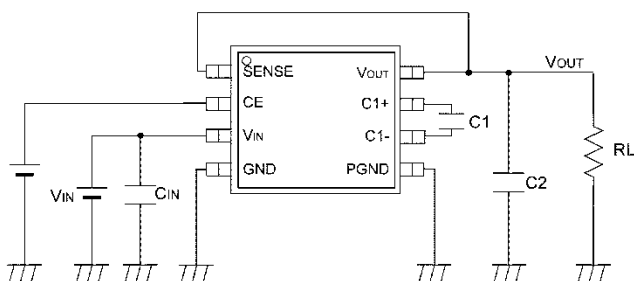 VOUT
SENSE
VOUT
CE
C1+
C1
VIN
C1-
RL
GND
PGND
C2
VIN
CIN